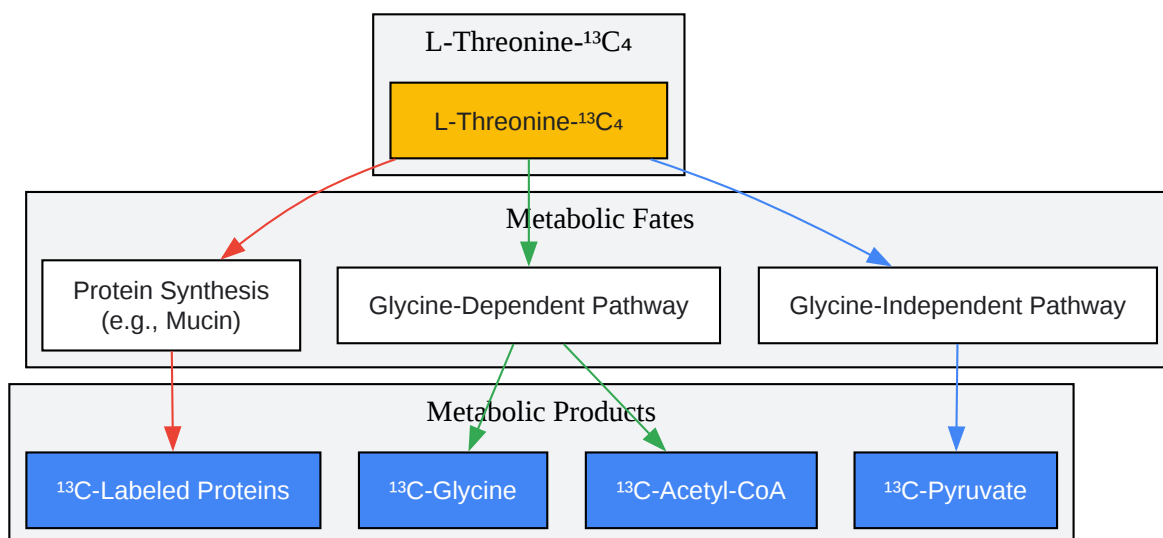 L-Threonine-¹³C₄
L-Threonine-¹³C₄
Metabolic Fates
Protein Synthesis
(e.g., Mucin)
Glycine-Dependent Pathway
Glycine-Independent Pathway
Metabolic Products
¹³C-Labeled Proteins
¹³C-Glycine
¹³C-Acetyl-CoA
¹³C-Pyruvate